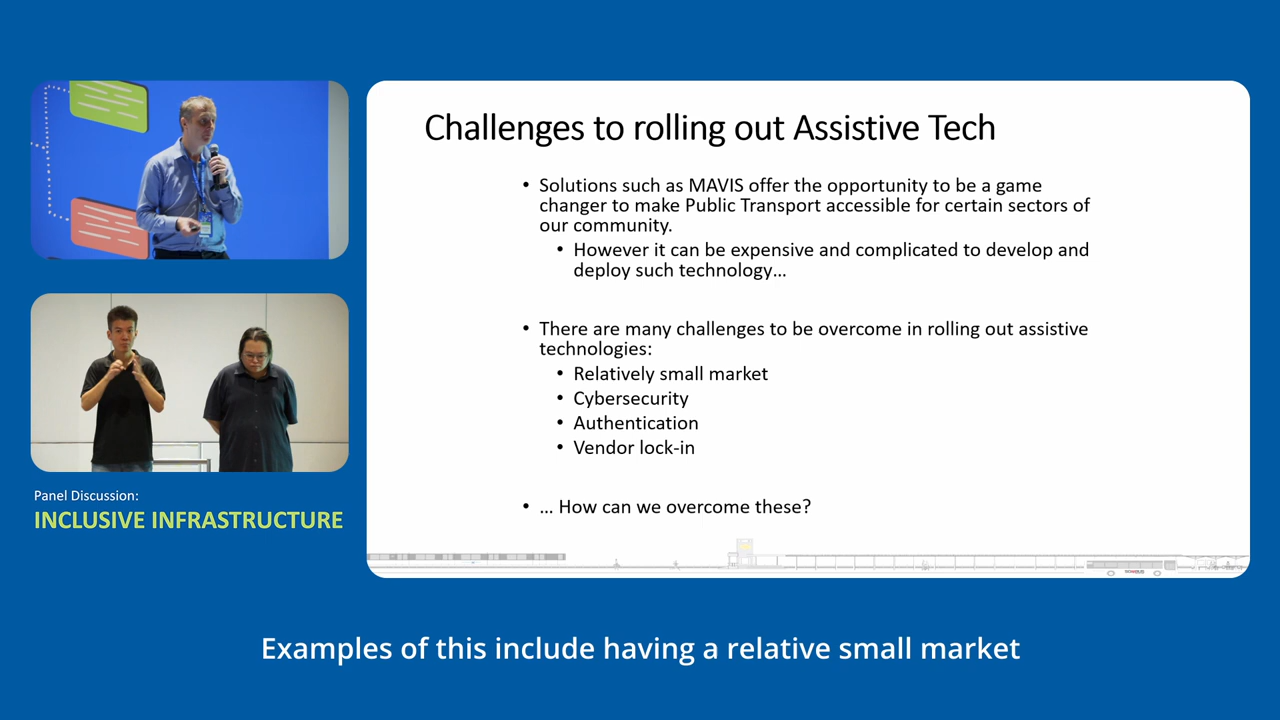 Challenges to rolling out Assistive Tech
• Solutions such as MAVIS offer the opportunity to be a game
changer to make Public Transport accessible for certain sectors of
our community.
• However it can be expensive and complicated to develop and
deploy such technology...
• There are many challenges to be overcome in rolling out assistive
technologies:
• Relatively small market
• Cybersecurity
• Authentication
• Vendor lock-in
• ... How can we overcome these?
Panel Discussion:
INCLUSIVE INFRASTRUCTURE
Examples of this include having a relative small market